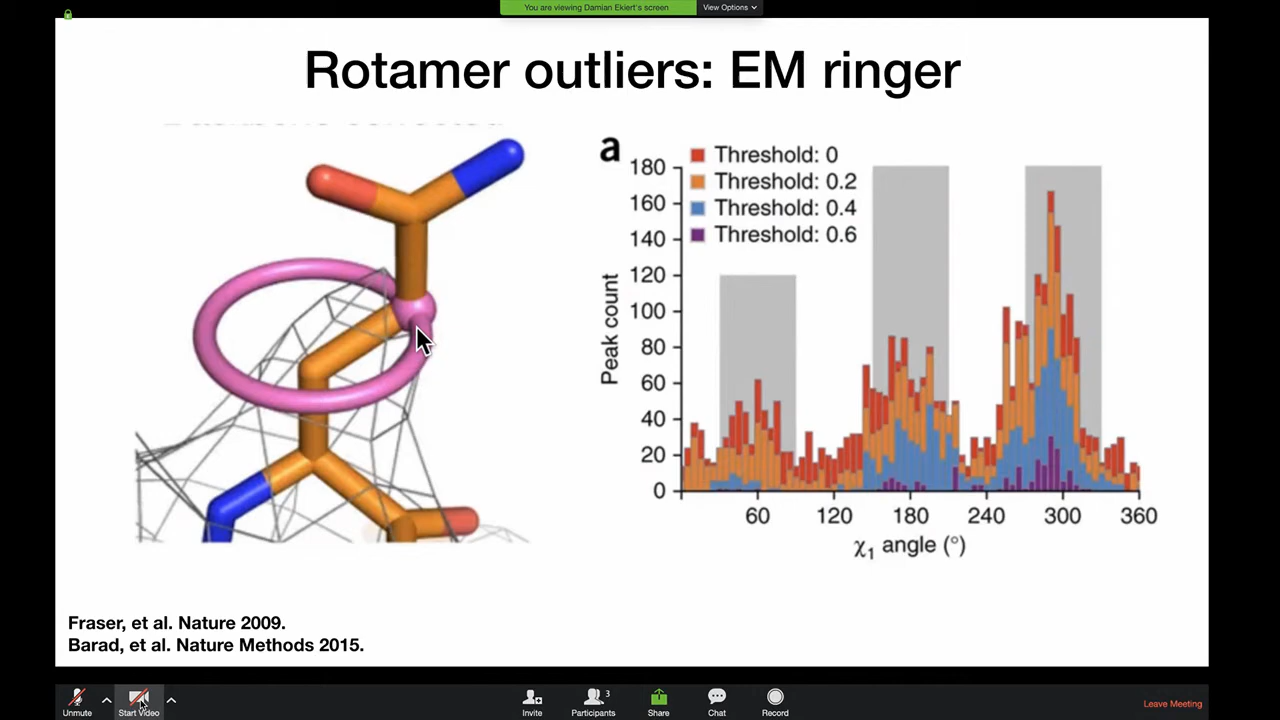 You are viewing Damian Ekiert's screen
View Options
Rotamer outliers: EM ringer
a
Threshold: 0
Threshold: 0.2
Threshold: 0.4
Threshold: 0.6
180
160
140
120
100
80
60
40
20
0
Peak count
60 120 180 240 300 360
χ1 angle (°)
Fraser, et al. Nature 2009.
Barad, et al. Nature Methods 2015.
Unmute
Start Video
Invite
Participants 3
Share
Chat
Record
Leave Meeting